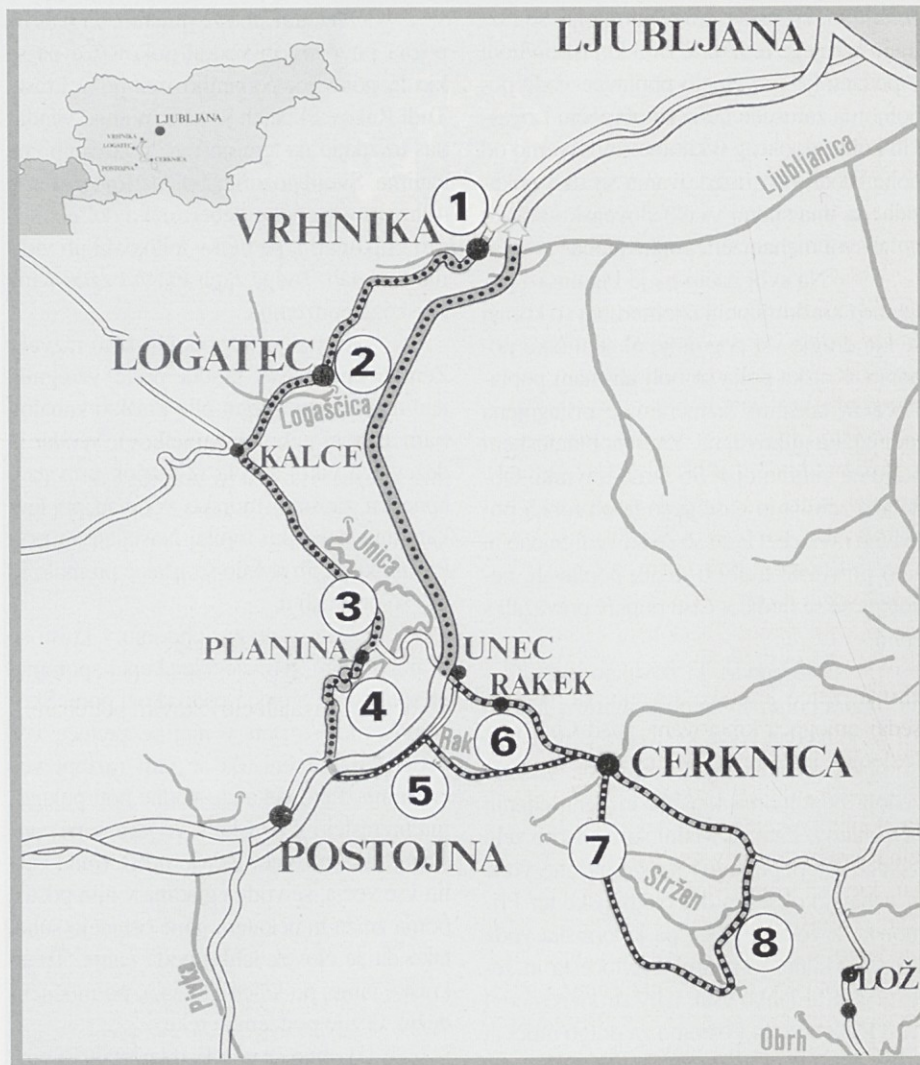 LJUBLJANA
LJUBLJANA
VRHNIKA
LOGATEC
CERKNICA
POSTOJNA
Ljubljanica
1
VRHNIKA
LOGATEC
2
Logaščica
KALCE
Unica
3
PLANINA
UNEC
RAKEK
4
Rak
6
5
CERKNICA
POSTOJNA
7
Stržen
8
Pivka
LOŽ
Obrh